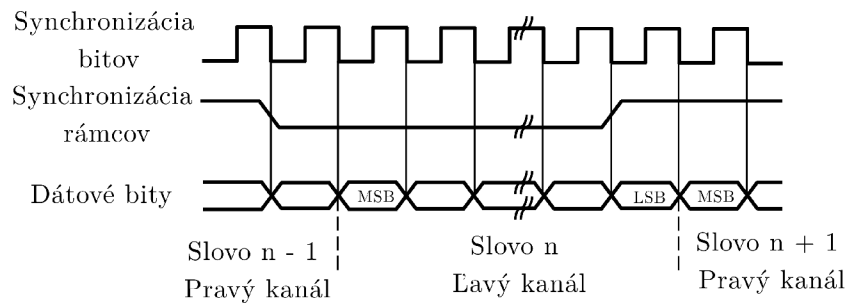 Synchronizácia
bitov
Synchronizácia
rámcov
Dátové bity
MSB
LSB
MSB
Slovo n - 1
Pravý kanál
Slovo n
Ľavý kanál
Slovo n + 1
Pravý kanál